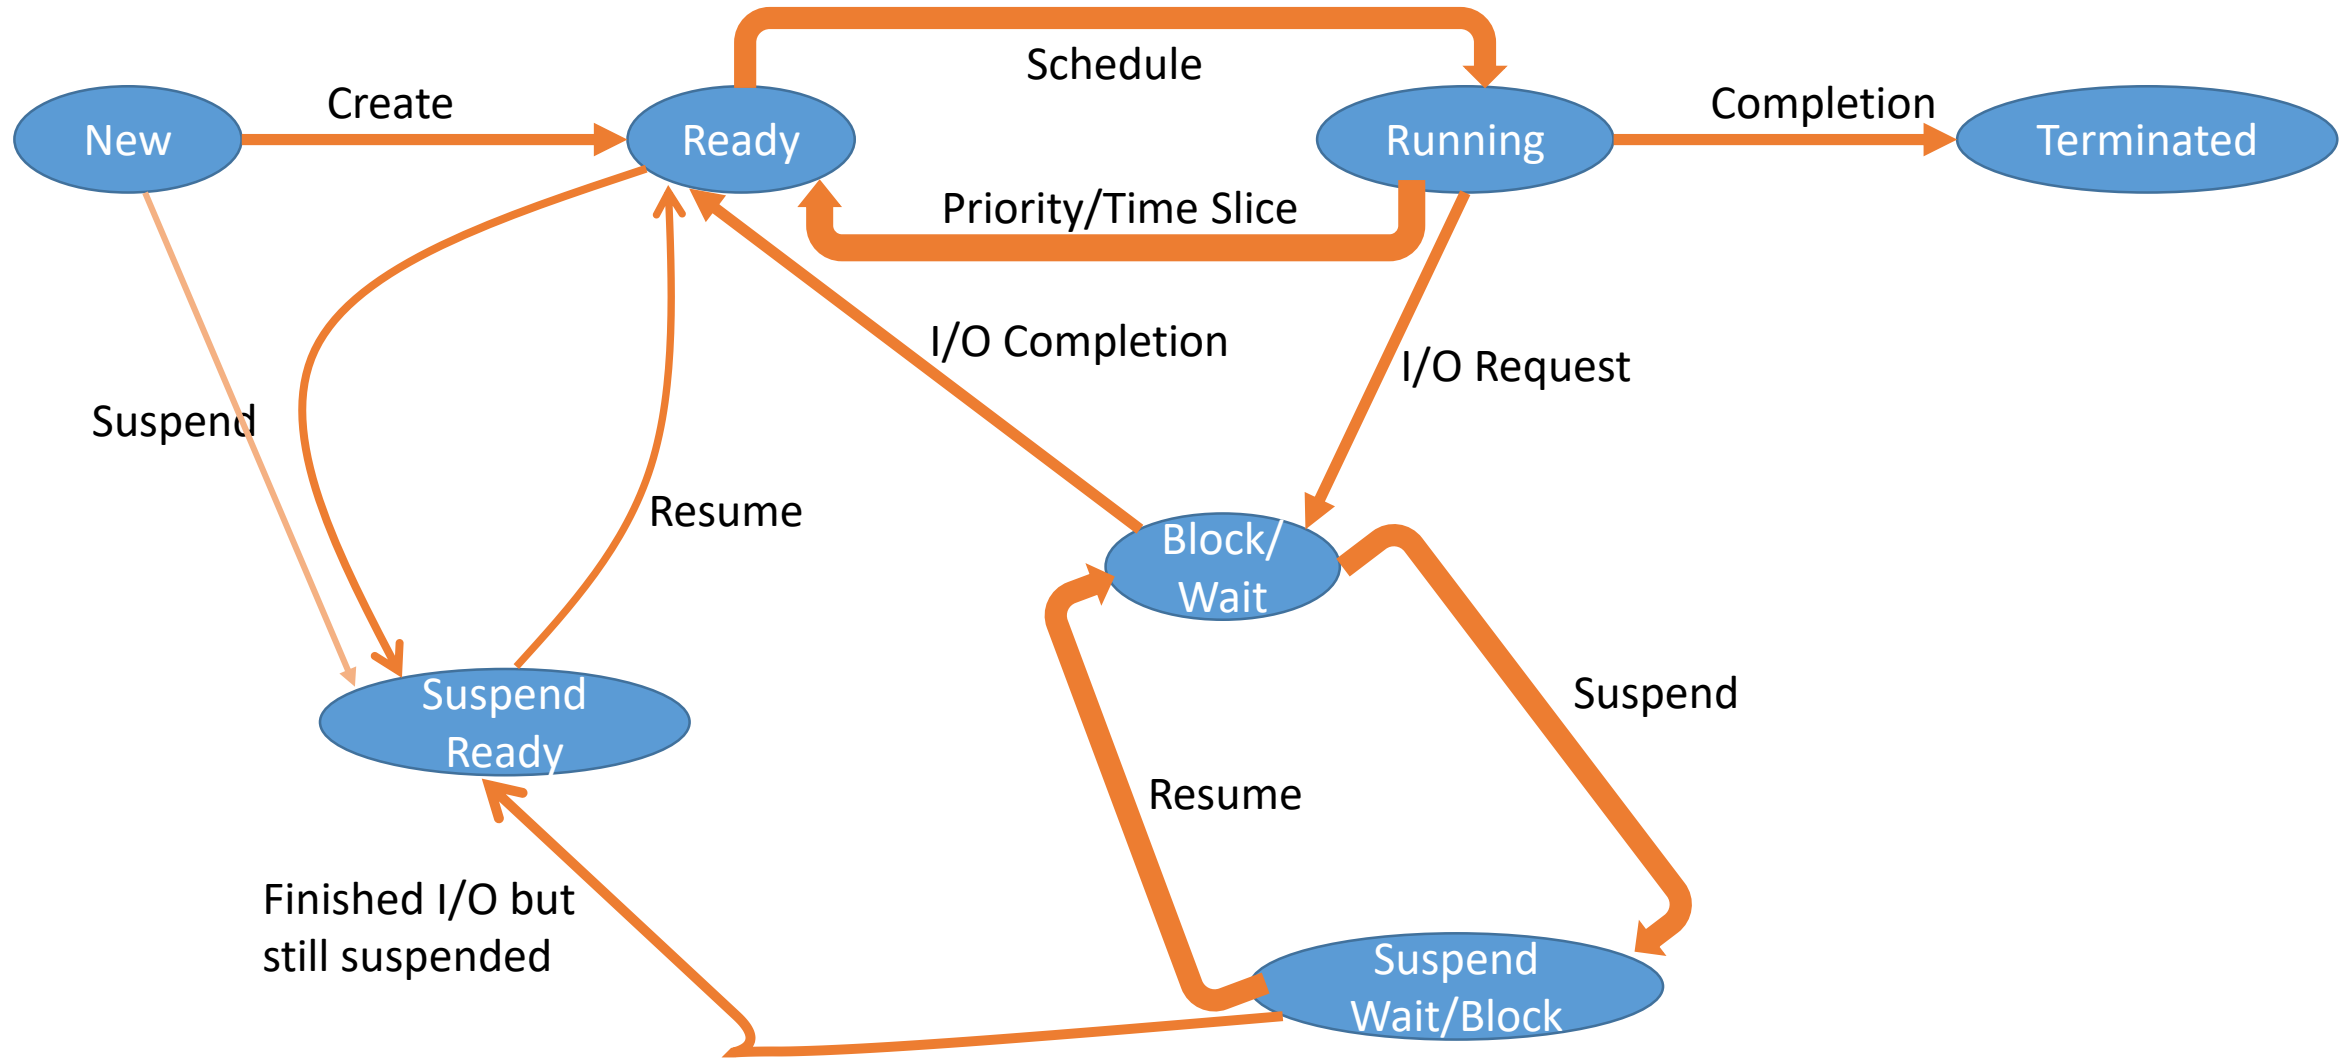 Schedule
Create
Completion
New
Ready
Running
Terminated
Priority/Time Slice
I/O Completion
I/O Request
Suspend
Resume
Block/
Wait
Suspend
Ready
Suspend
Resume
Finished I/O but
still suspended
Suspend
Wait/Block